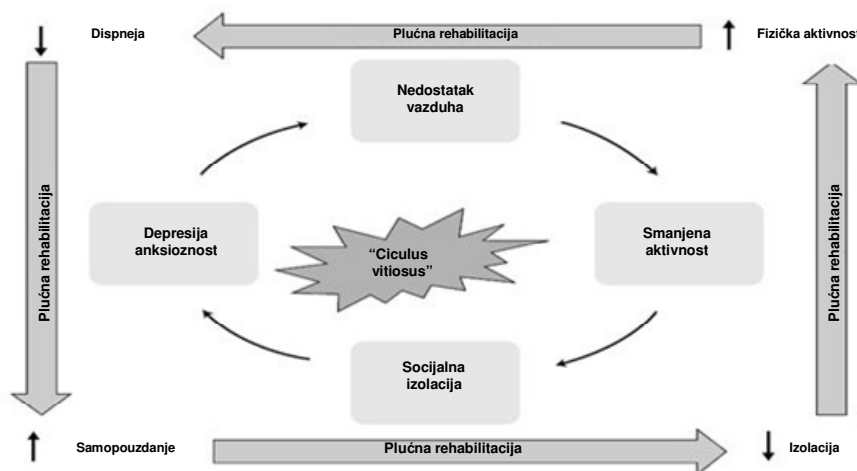 Dispneja
Plućna rehabilitacija
Fizička aktivnost
Nedostatak
vazduha
Plućna rehabilitacija
Depresija
anksioznost
"Ciculus
vitiosus"
Smanjena
aktivnost
Plućna rehabilitacija
Socijalna
izolacija
Samopouzdanje
Plućna rehabilitacija
Izolacija